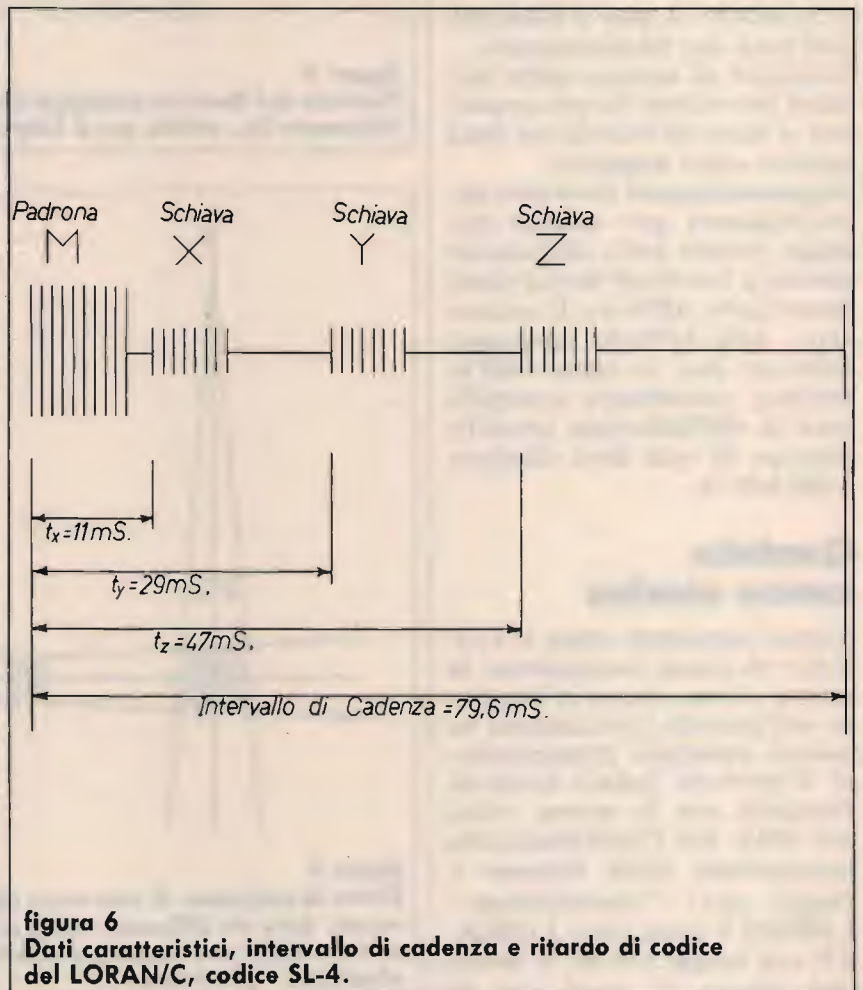 Padrona Schiava Schiava Schiava
M X Y Z
tx=11mS.
ty=29mS.
tz=47mS.
Intervallo di Cadenza =79,6 mS.
figura 6
Dati caratteristici, intervallo di cadenza e ritardo di codice
del LORAN/C, codice SL-4.